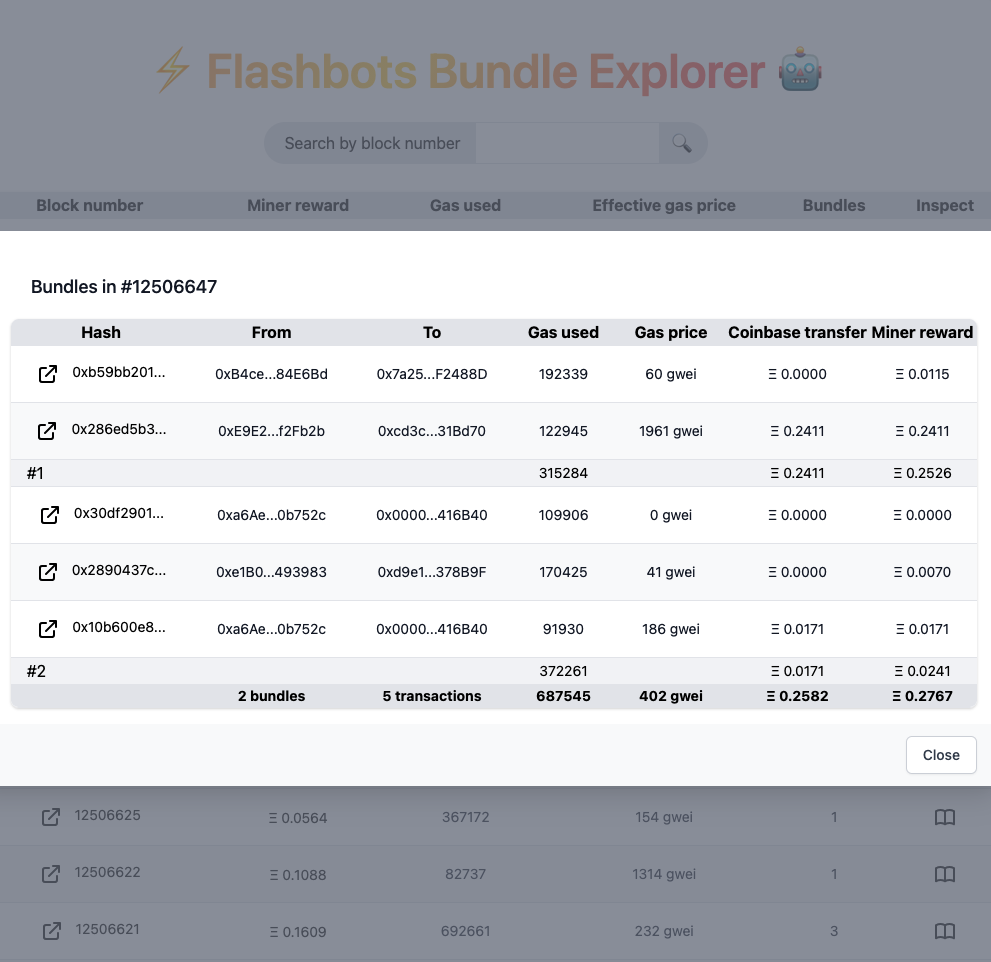 ⚡ Flashbots Bundle Explorer 🤖
Search by block number 🔍
Block number Miner reward Gas used Effective gas price Bundles Inspect
Bundles in #12506647
Hash From To Gas used Gas price Coinbase transfer Miner reward
0xb59bb201... 0xB4ce...84E6Bd 0x7a25...F2488D 192339 60 gwei Ξ 0.0000 Ξ 0.0115
0x286ed5b3... 0xE9E2...f2Fb2b 0xcd3c...31Bd70 122945 1961 gwei Ξ 0.2411 Ξ 0.2411
#1 315284 Ξ 0.2411 Ξ 0.2526
0x30df2901... 0xa6Ae...0b752c 0x0000...416B40 109906 0 gwei Ξ 0.0000 Ξ 0.0000
0x2890437c... 0xe1B0...493983 0xd9e1...378B9F 170425 41 gwei Ξ 0.0000 Ξ 0.0070
0x10b600e8... 0xa6Ae...0b752c 0x0000...416B40 91930 186 gwei Ξ 0.0171 Ξ 0.0171
#2 372261 Ξ 0.0171 Ξ 0.0241
2 bundles 5 transactions 687545 402 gwei Ξ 0.2582 Ξ 0.2767
Close
12506625 Ξ 0.0564 367172 154 gwei 1
12506622 Ξ 0.1088 82737 1314 gwei 1
12506621 Ξ 0.1609 692661 232 gwei 3